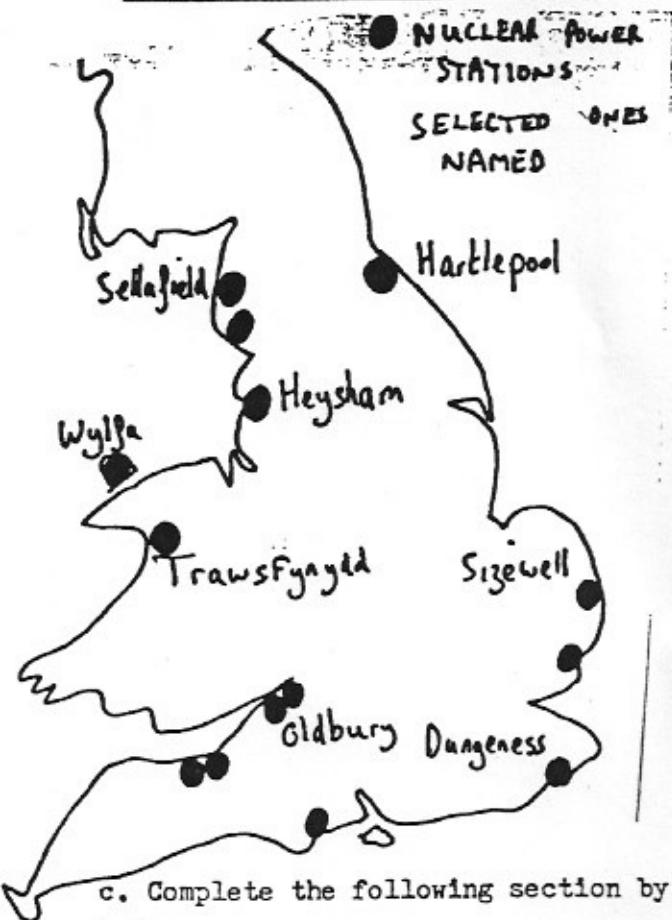 NUCLEAR POWER
STATIONS
SELECTED ONES
NAMED
Hartlepool
Sellafield
Heysham
Wylfa
Trawsfynydd
Sizewell
Oldbury
Dungeness
c. Complete the following section by